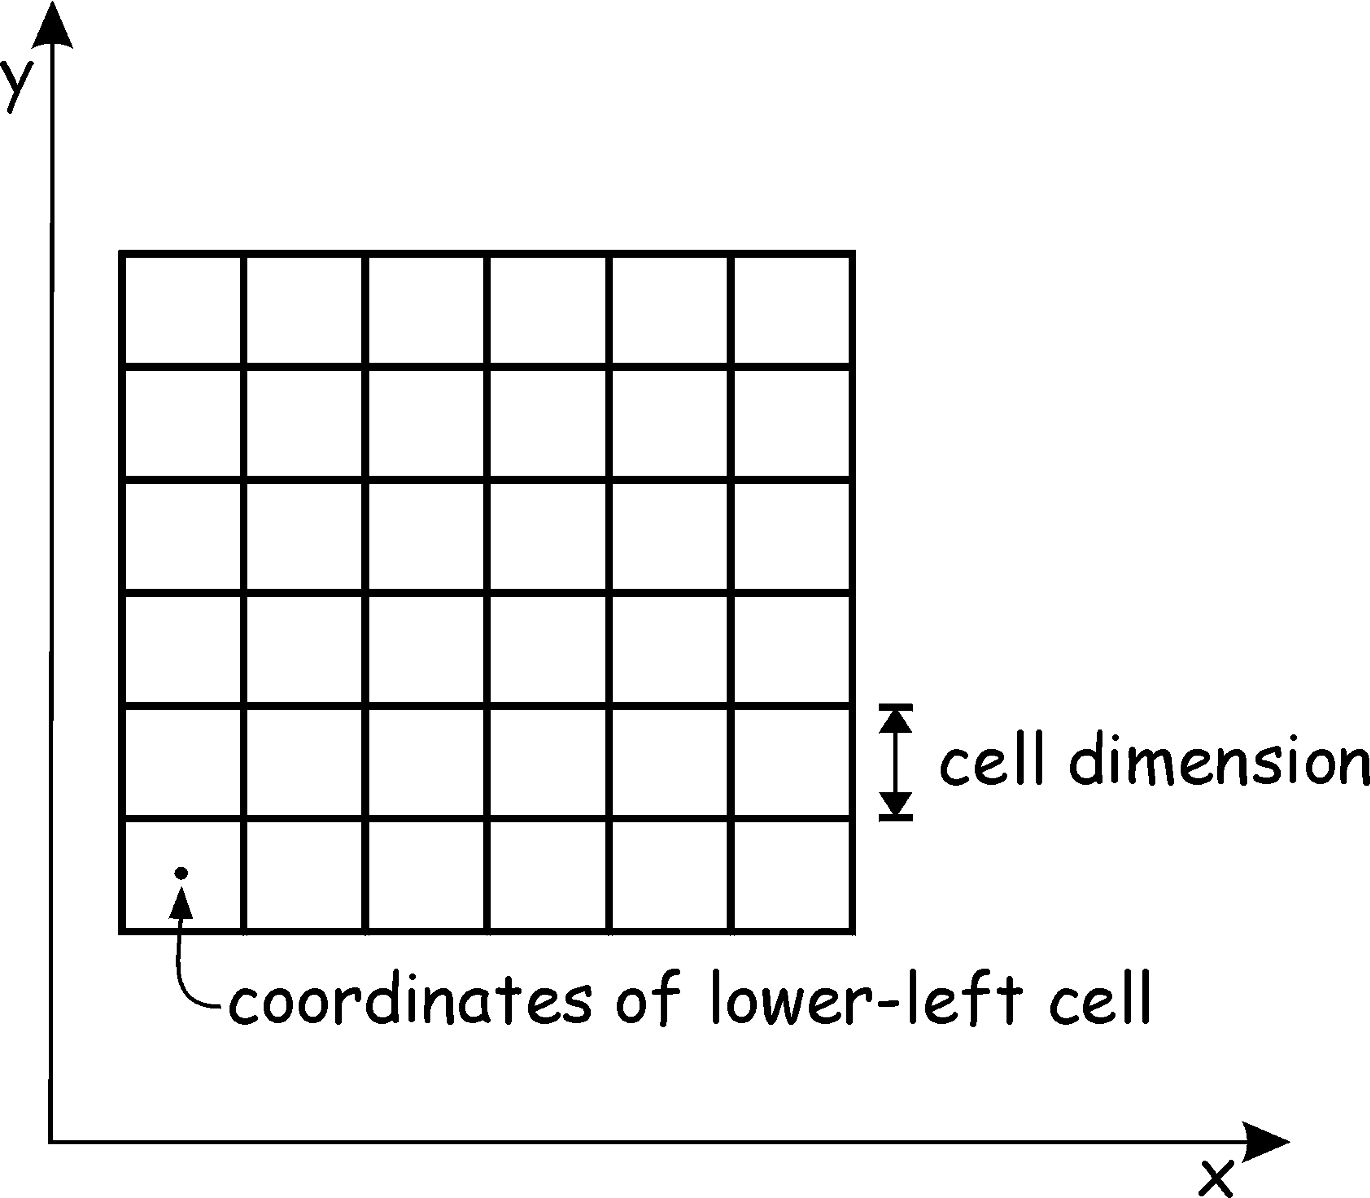 y
cell dimension
coordinates of lower-left cell
x